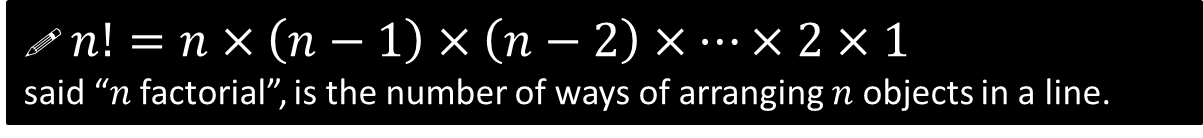 n! = n × (n − 1) × (n − 2) × ⋯ × 2 × 1
said “n factorial”, is the number of ways of arranging n objects in a line.